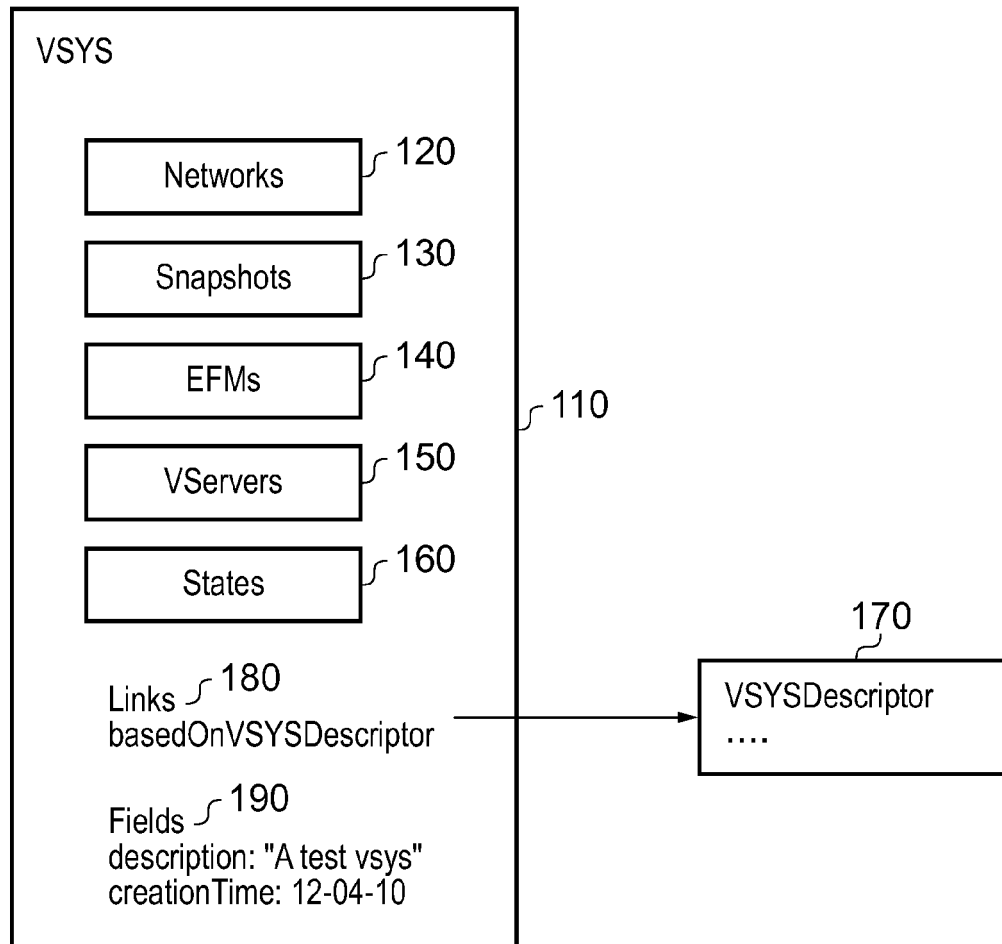 VSYS
Networks 120
Snapshots 130
EFMs 140
110
VServers 150
States 160
170
Links 180
basedOnVSYSDescriptor
VSYSDescriptor
....
Fields 190
description: "A test vsys"
creationTime: 12-04-10